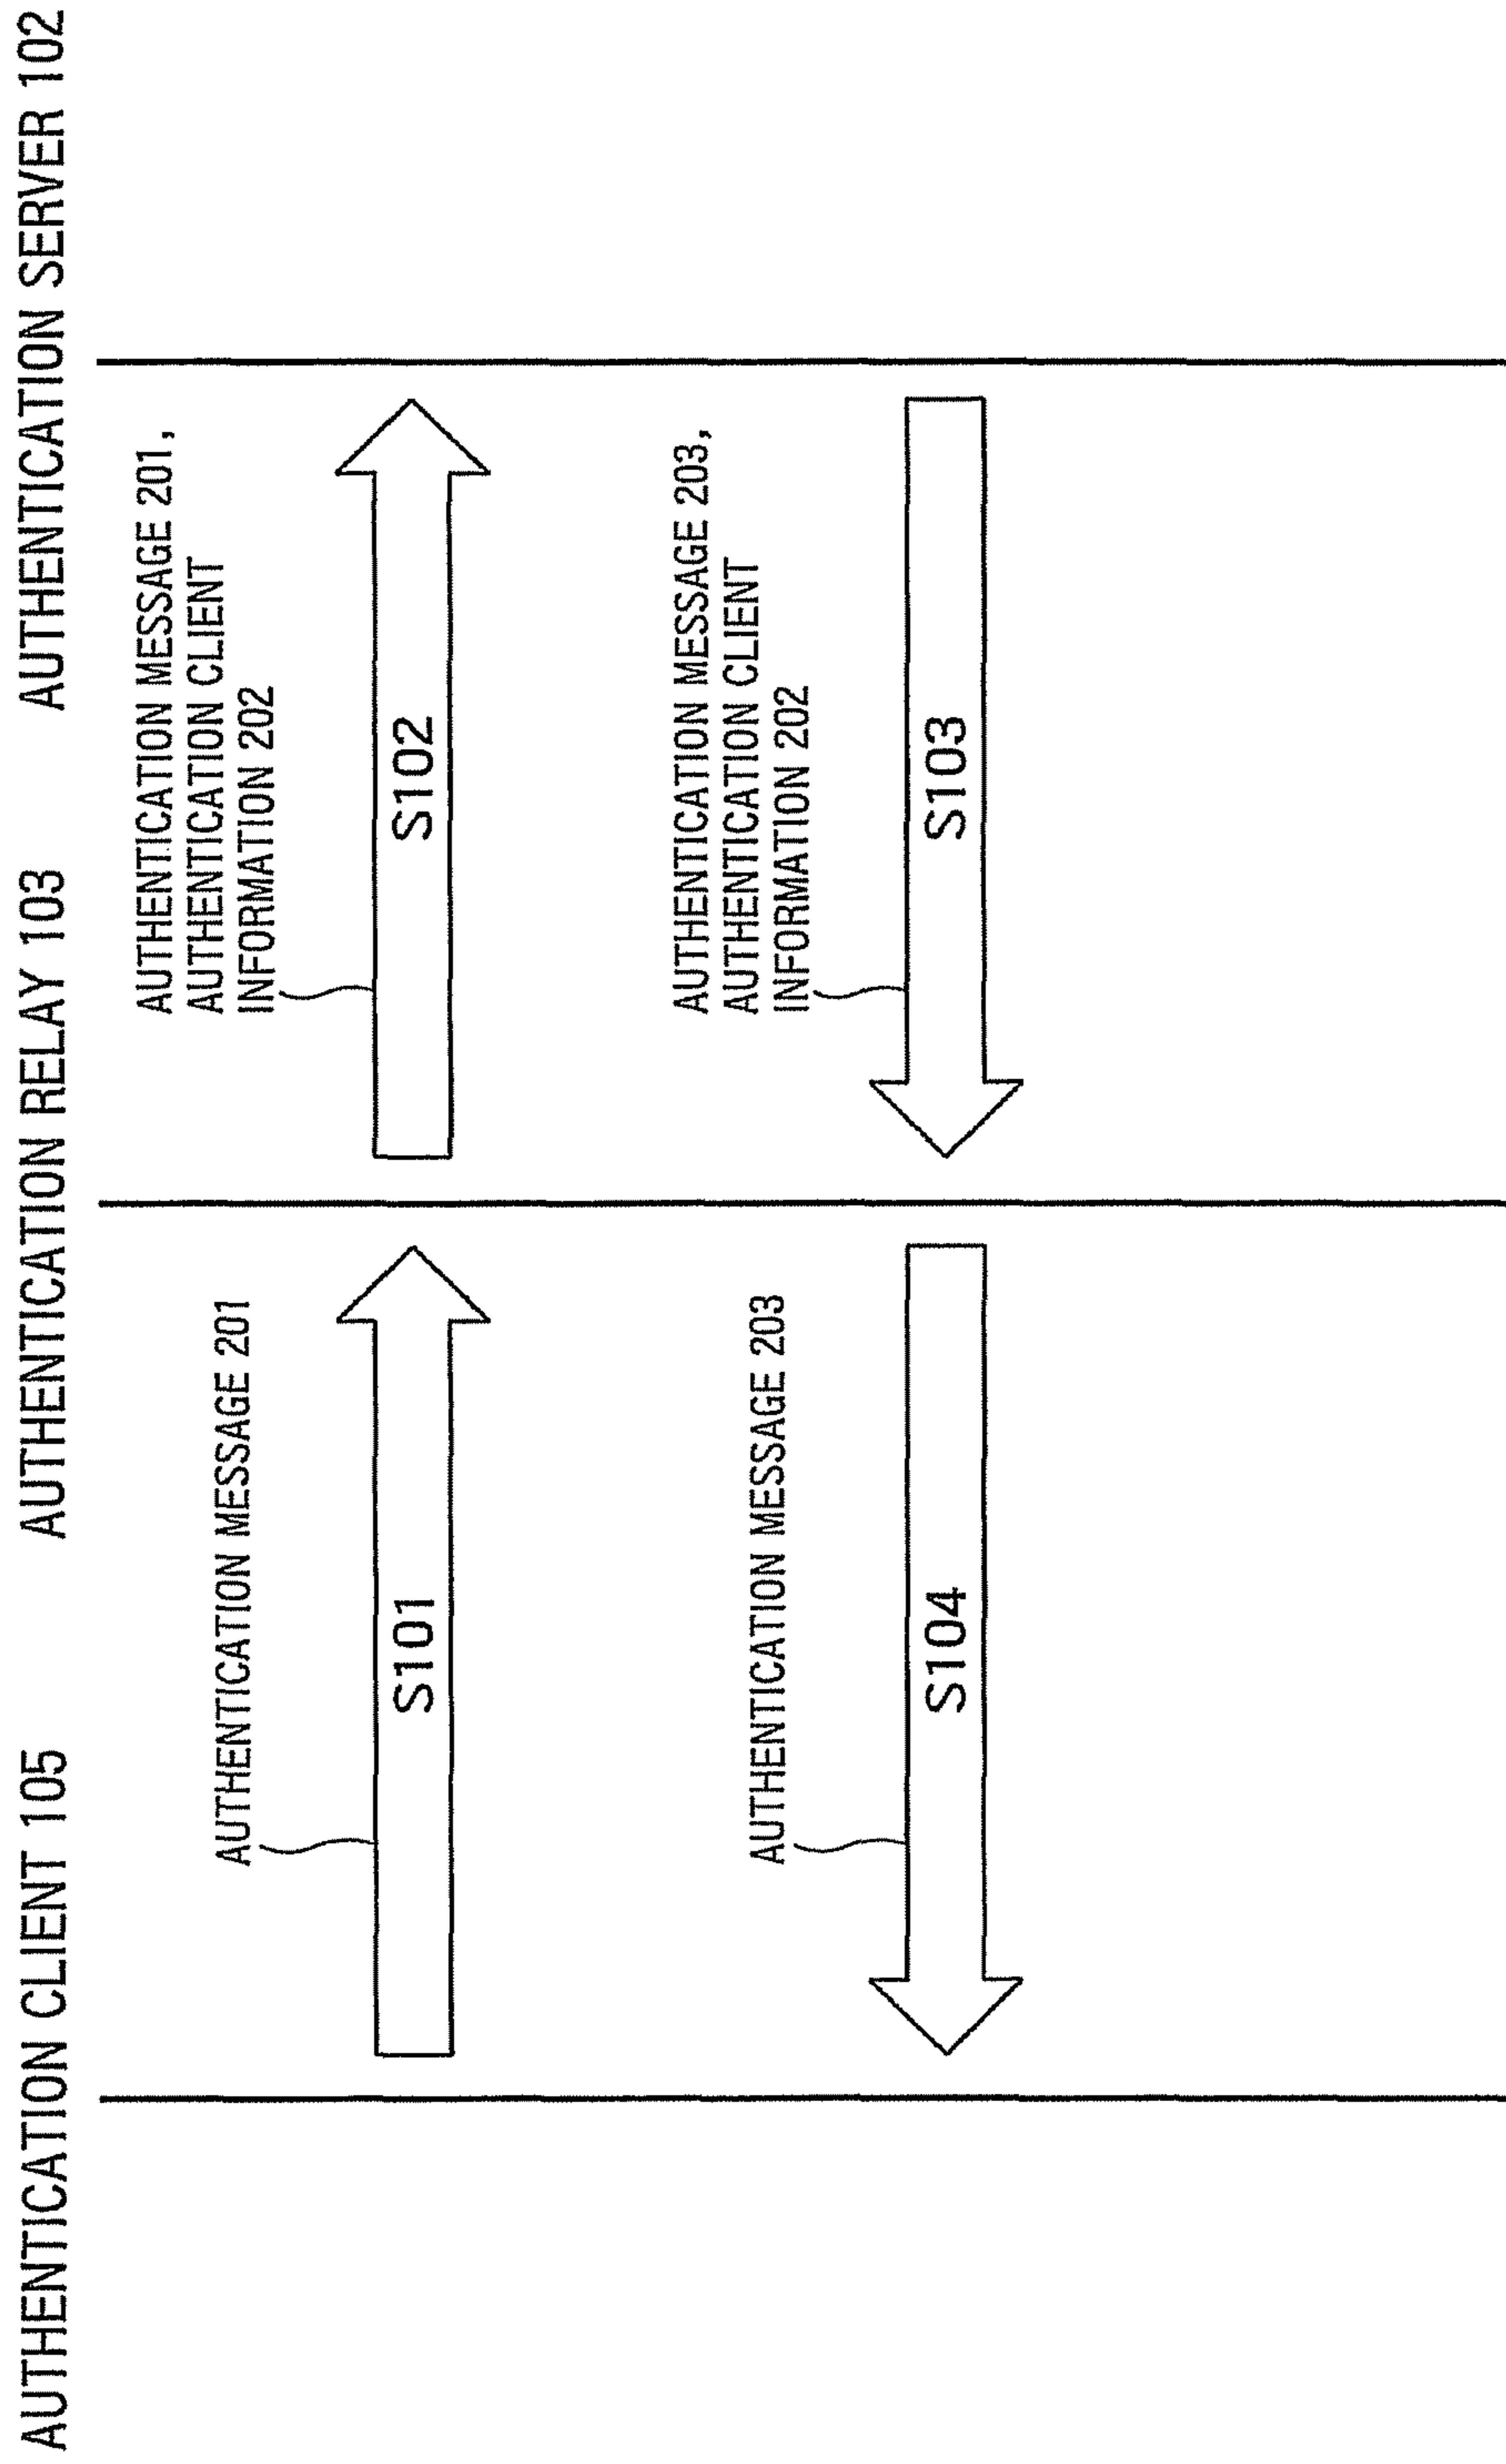 AUTHENTICATION CLIENT 105
AUTHENTICATION RELAY 103
AUTHENTICATION SERVER 102
AUTHENTICATION MESSAGE 201
S101
AUTHENTICATION MESSAGE 201,
AUTHENTICATION CLIENT
INFORMATION 202
S102
AUTHENTICATION MESSAGE 203,
AUTHENTICATION CLIENT
INFORMATION 202
S103
AUTHENTICATION MESSAGE 203
S104